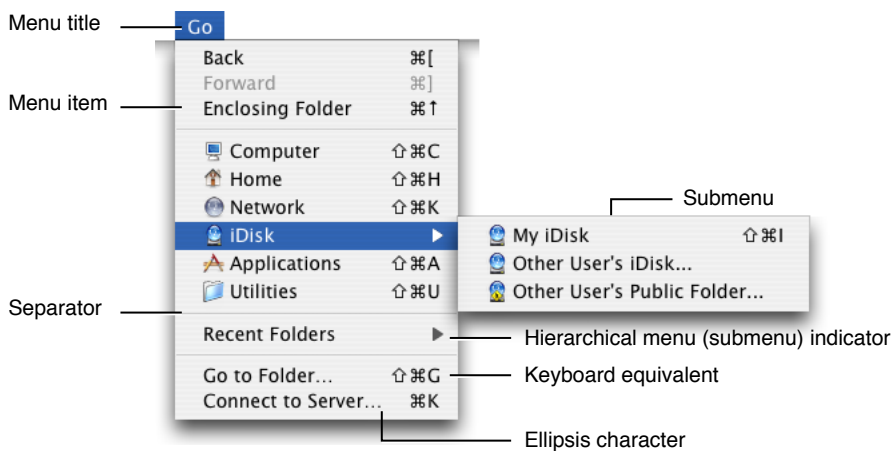 Menu title
Go
Back ⌘[
Forward ⌘]
Menu item
Enclosing Folder ⌘↑
Computer ⇧⌘C
Home ⇧⌘H
Network ⇧⌘K
Submenu
iDisk
My iDisk ⇧⌘I
Applications ⇧⌘A
Other User's iDisk...
Utilities ⇧⌘U
Other User's Public Folder...
Separator
Recent Folders
Hierarchical menu (submenu) indicator
Go to Folder... ⇧⌘G
Keyboard equivalent
Connect to Server... ⌘K
Ellipsis character